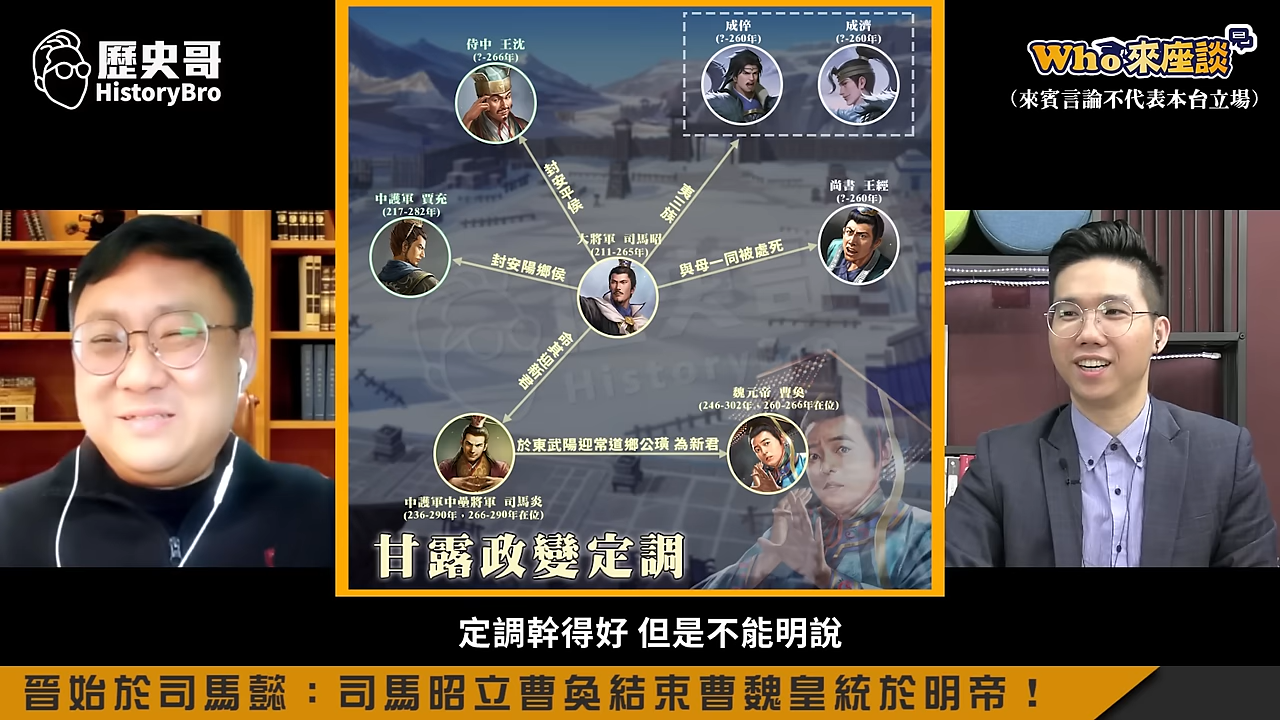 歷史哥
HistoryBro
Who來座談
（來賓言論不代表本台立場）
侍中 王沈
(?-266年)
成倅
(?-260年)
成濟
(?-260年)
中護軍 賈充
(217-282年)
尚書 王經
(?-260年)
大將軍 司馬昭
(211-265年)
封安平侯
夷三族
封安陽鄉侯
與母一同被處死
命其迎新君
魏元帝 曹奐
(246-302年、260-266年在位)
於東武陽迎常道鄉公璜 為新君
中護軍中壘將軍 司馬炎
(236-290年，266-290年在位)
History
甘露政變定調
定調幹得好 但是不能明說
晉始於司馬懿：司馬昭立曹奐結束曹魏皇統於明帝！